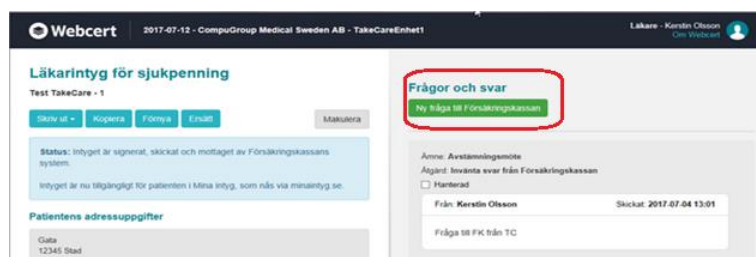 Webcert
2017-07-12 - CompuGroup Medical Sweden AB - TakeCareEnhet1
Läkare - Kerstin Olsson
Om Webcert
Läkarintyg för sjukpenning
Test TakeCare - 1
Skriv ut
Kopiera
Förnya
Ersätt
Makulera
Status: Intyget är signerat, skickat och mottaget av Försäkringskassans
system.
Intyget är nu tillgängligt för patienten i Mina intyg, som nås via minaintyg.se.
Patientens adressuppgifter
Gata
12345 Stad
Frågor och svar
Ny fråga till Försäkringskassan
Ämne: Avstämningsmöte
Åtgärd: Invänta svar från Försäkringskassan
Hanterad
Från: Kerstin Olsson
Skickat: 2017-07-04 13:01
Fråga till FK från TC